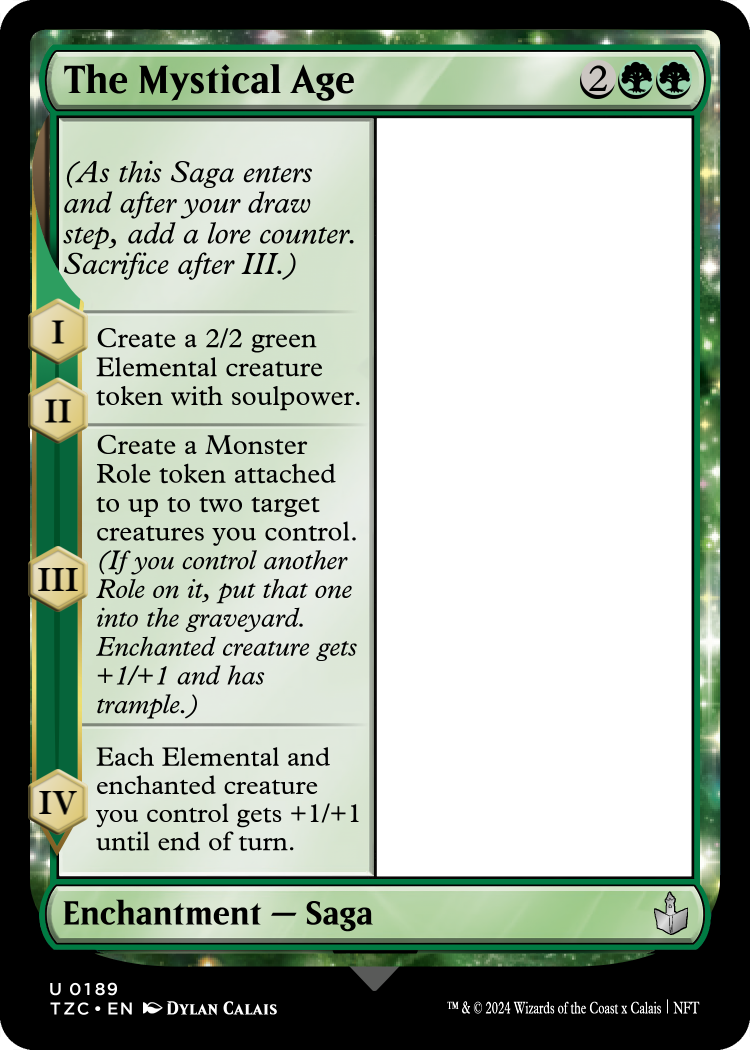 The Mystical Age 2
(As this Saga enters
and after your draw
step, add a lore counter.
Sacrifice after III.)
I
Create a 2/2 green
Elemental creature
token with soulpower.
II
Create a Monster
Role token attached
to up to two target
creatures you control.
(If you control another
III
Role on it, put that one
into the graveyard.
Enchanted creature gets
+1/+1 and has
trample.)
Each Elemental and
enchanted creature
IV
you control gets +1/+1
until end of turn.
Enchantment — Saga
U 0189
TZC • EN DYLAN CALAIS
™ & © 2024 Wizards of the Coast x Calais | NFT